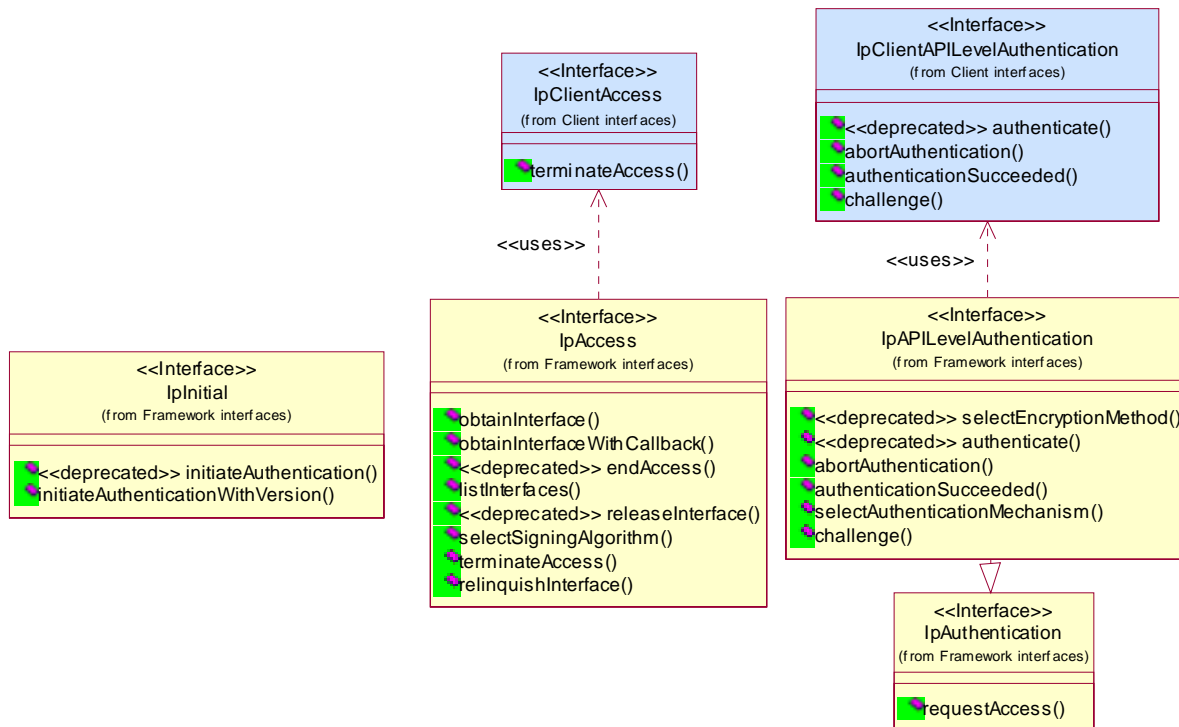 <<Interface>>
IpClientAccess
(from Client interfaces)
terminateAccess()
<<Interface>>
IpClientAPILevelAuthentication
(from Client interfaces)
<<deprecated>> authenticate()
abortAuthentication()
authenticationSucceeded()
challenge()
<<uses>>
<<uses>>
<<Interface>>
IpInitial
(from Framework interfaces)
<<deprecated>> initiateAuthentication()
initiateAuthenticationWithVersion()
<<Interface>>
IpAccess
(from Framework interfaces)
obtainInterface()
obtainInterfaceWithCallback()
<<deprecated>> endAccess()
listInterfaces()
<<deprecated>> releaseInterface()
selectSigningAlgorithm()
terminateAccess()
relinquishInterface()
<<Interface>>
IpAPILevelAuthentication
(from Framework interfaces)
<<deprecated>> selectEncryptionMethod()
<<deprecated>> authenticate()
abortAuthentication()
authenticationSucceeded()
selectAuthenticationMechanism()
challenge()
<<Interface>>
IpAuthentication
(from Framework interfaces)
requestAccess()